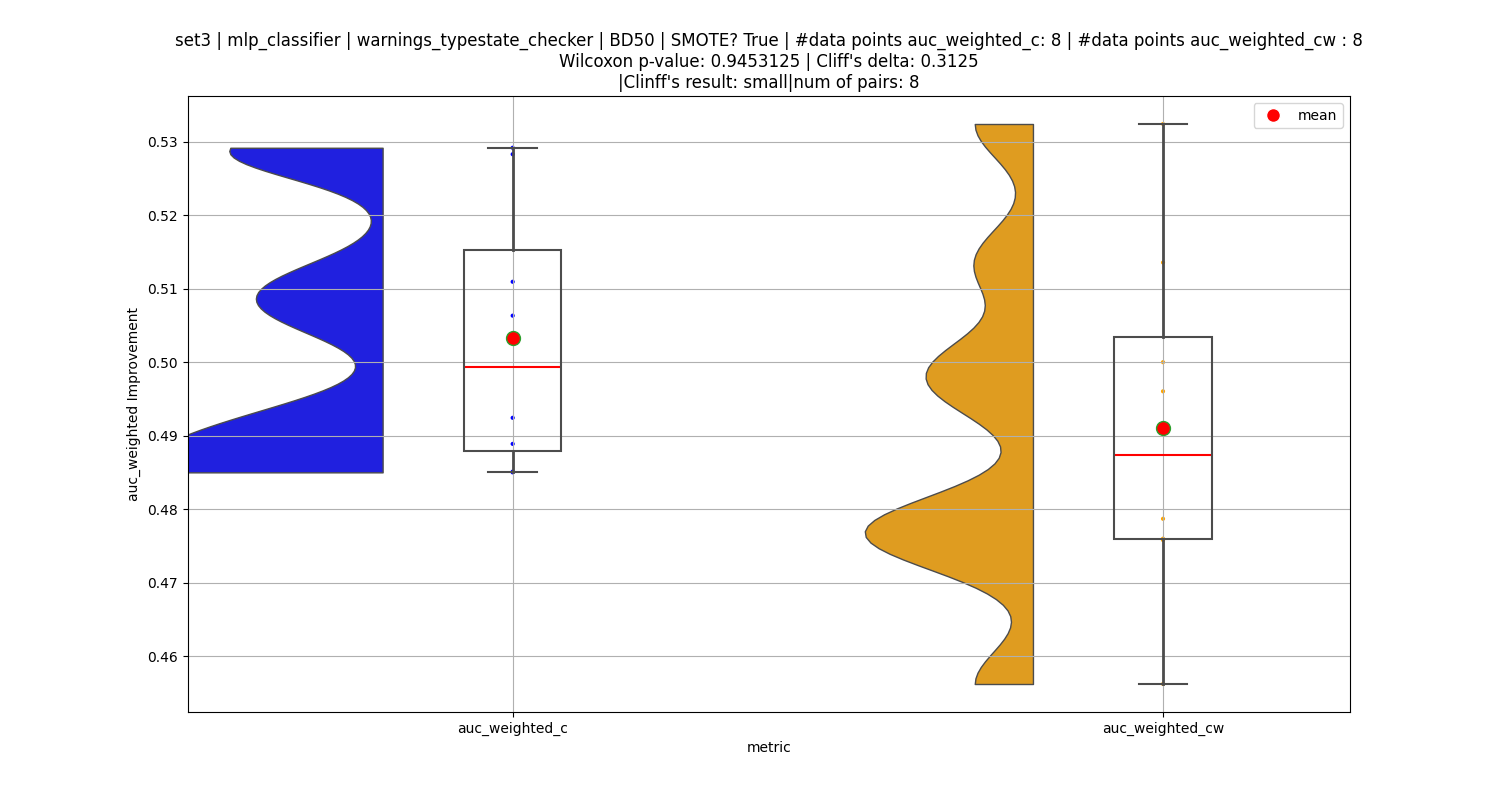 set3 | mlp_classifier | warnings_typestate_checker | BD50 | SMOTE? True | #data points auc_weighted_c: 8 | #data points auc_weighted_cw : 8
Wilcoxon p-value: 0.9453125 | Cliff's delta: 0.3125
|Clinff's result: small|num of pairs: 8
mean
0.53
0.52
0.51
0.50
0.49
0.48
0.47
0.46
auc_weighted Improvement
auc_weighted_c
auc_weighted_cw
metric